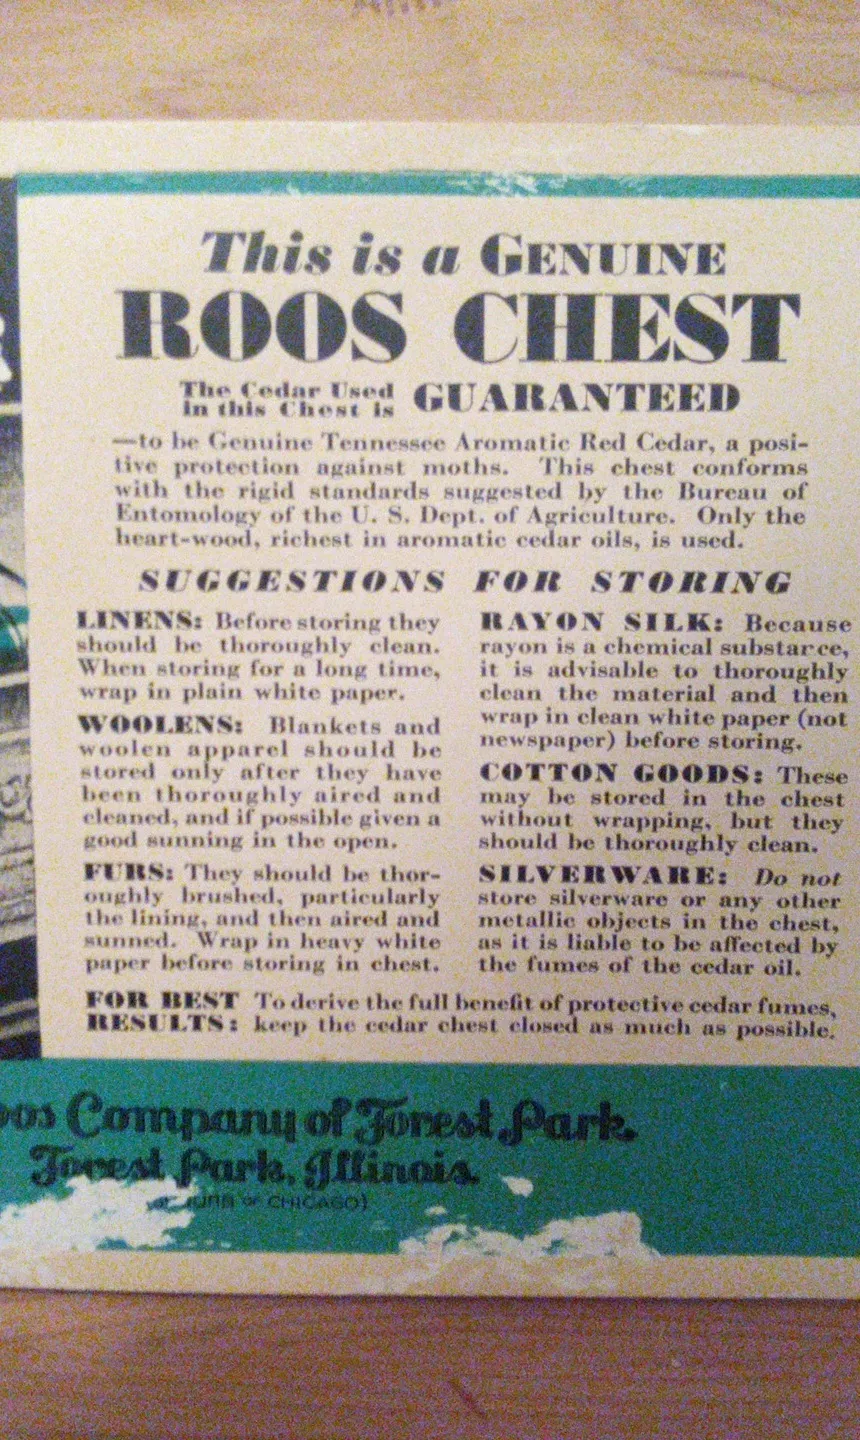 This is a GENUINE
ROOS CHEST
The Cedar Used
in this Chest is
GUARANTEED
—to be Genuine Tennessee Aromatic Red Cedar, a posi-
tive protection against moths. This chest conforms
with the rigid standards suggested by the Bureau of
Entomology of the U. S. Dept. of Agriculture. Only the
heart-wood, richest in aromatic cedar oils, is used.
SUGGESTIONS FOR STORING
LINENS: Before storing they
should be thoroughly clean.
When storing for a long time,
wrap in plain white paper.
WOOLENS: Blankets and
woolen apparel should be
stored only after they have
been thoroughly aired and
cleaned, and if possible given a
good sunning in the open.
FURS: They should be thor-
oughly brushed, particularly
the lining, and then aired and
sunned. Wrap in heavy white
paper before storing in chest.
RAYON SILK: Because
rayon is a chemical substance,
it is advisable to thoroughly
clean the material and then
wrap in clean white paper (not
newspaper) before storing.
COTTON GOODS: These
may be stored in the chest
without wrapping, but they
should be thoroughly clean.
SILVERWARE: Do not
store silverware or any other
metallic objects in the chest,
as it is liable to be affected by
the fumes of the cedar oil.
FOR BEST
RESULTS:
To derive the full benefit of protective cedar fumes,
keep the cedar chest closed as much as possible.
Company of Forest Park.
Forest Park, Illinois.
OF CHICAGO)